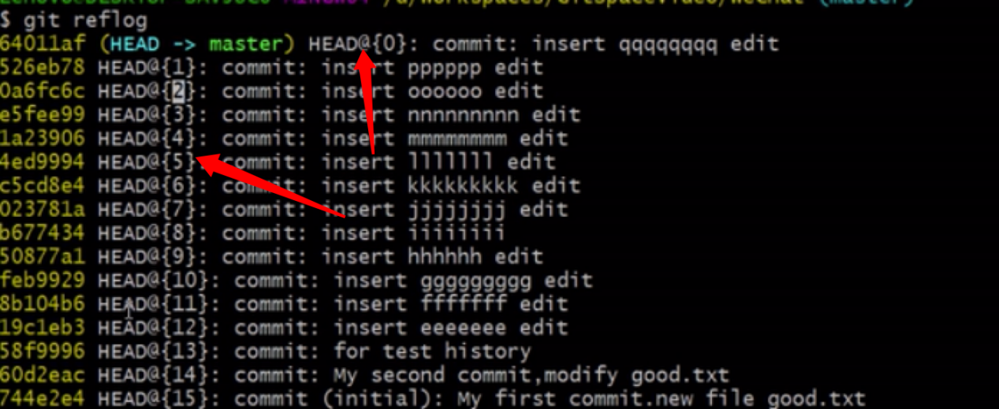 $ git reflog
64011af (HEAD -> master) HEAD@{0}: commit: insert qqqqqqqq edit
526eb78 HEAD@{1}: commit: insert pppppp edit
0a6fc6c HEAD@{2}: commit: insert oooooo edit
e5fee99 HEAD@{3}: commit: insert nnnnnnnnn edit
1a23906 HEAD@{4}: commit: insert mmmmmmmm edit
4ed9994 HEAD@{5}: commit: insert lllllll edit
c5cd8e4 HEAD@{6}: commit: insert kkkkkkkkk edit
023781a HEAD@{7}: commit: insert jjjjjjjj edit
b677434 HEAD@{8}: commit: insert iiiiiiii
50877a1 HEAD@{9}: commit: insert hhhhhh edit
feb9929 HEAD@{10}: commit: insert ggggggggg edit
8b104b6 HEAD@{11}: commit: insert fffffff edit
19c1eb3 HEAD@{12}: commit: insert eeeeeee edit
58f9996 HEAD@{13}: commit: for test history
60d2eac HEAD@{14}: commit: My second commit,modify good.txt
744e2e4 HEAD@{15}: commit (initial): My first commit.new file good.txt